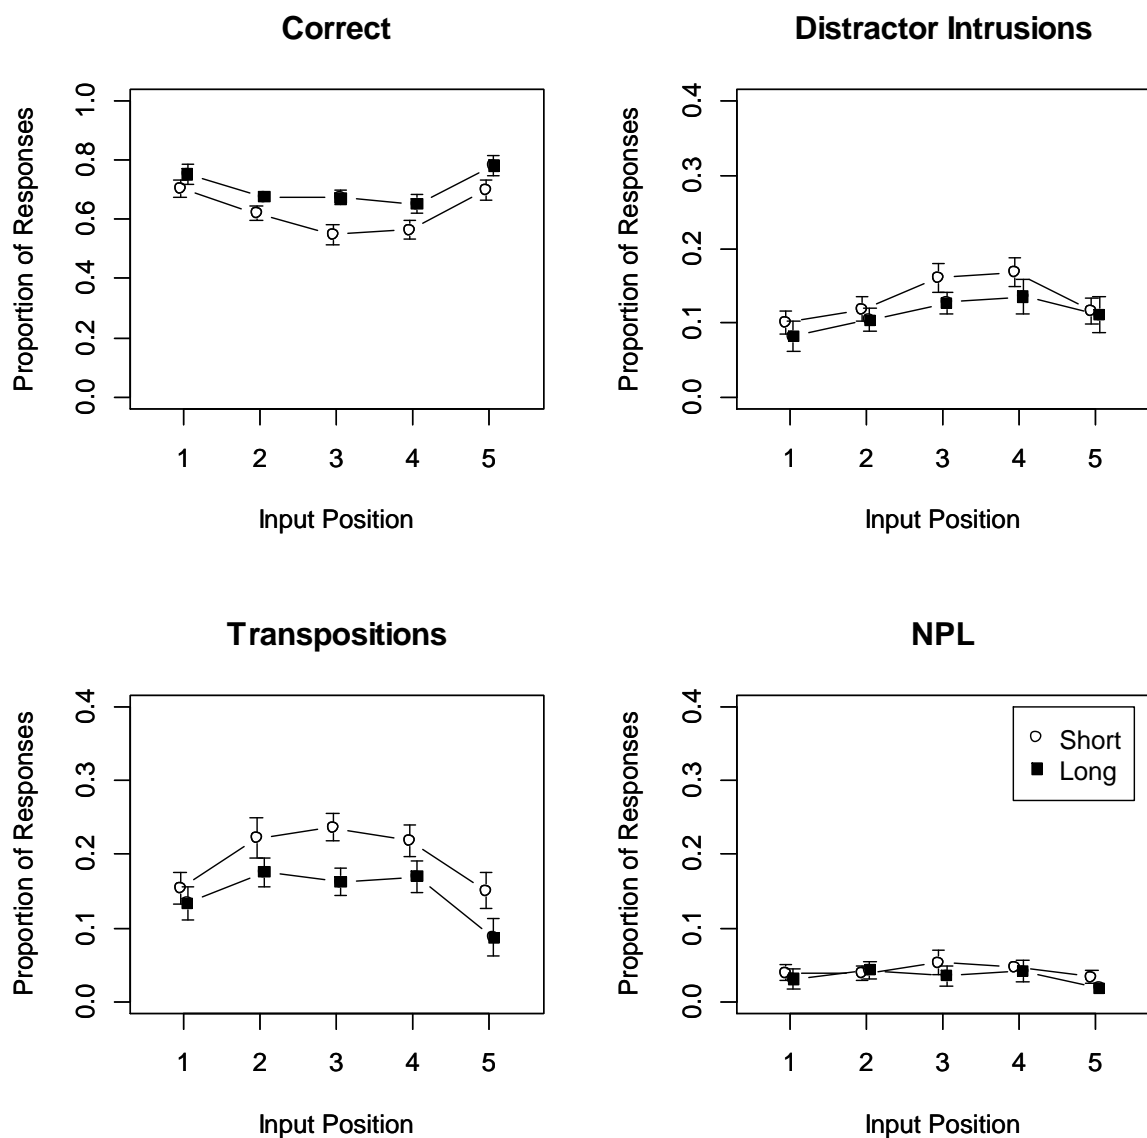 Correct
Proportion of Responses
1.0
0.8
0.6
0.4
0.2
0.0
1 2 3 4 5
Input Position
Distractor Intrusions
Proportion of Responses
0.4
0.3
0.2
0.1
0.0
1 2 3 4 5
Input Position
Transpositions
Proportion of Responses
0.4
0.3
0.2
0.1
0.0
1 2 3 4 5
Input Position
NPL
Proportion of Responses
0.4
0.3
0.2
0.1
0.0
Short
Long
1 2 3 4 5
Input Position